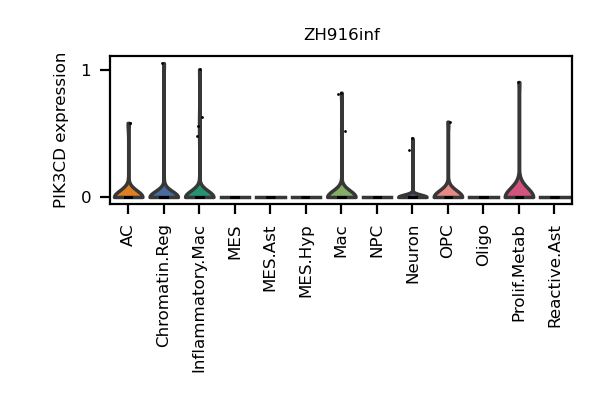 ZH916inf
PIK3CD expression
1
0
AC
Chromatin.Reg
Inflammatory.Mac
MES
MES.Ast
MES.Hyp
Mac
NPC
Neuron
OPC
Oligo
Prolif.Metab
Reactive.Ast